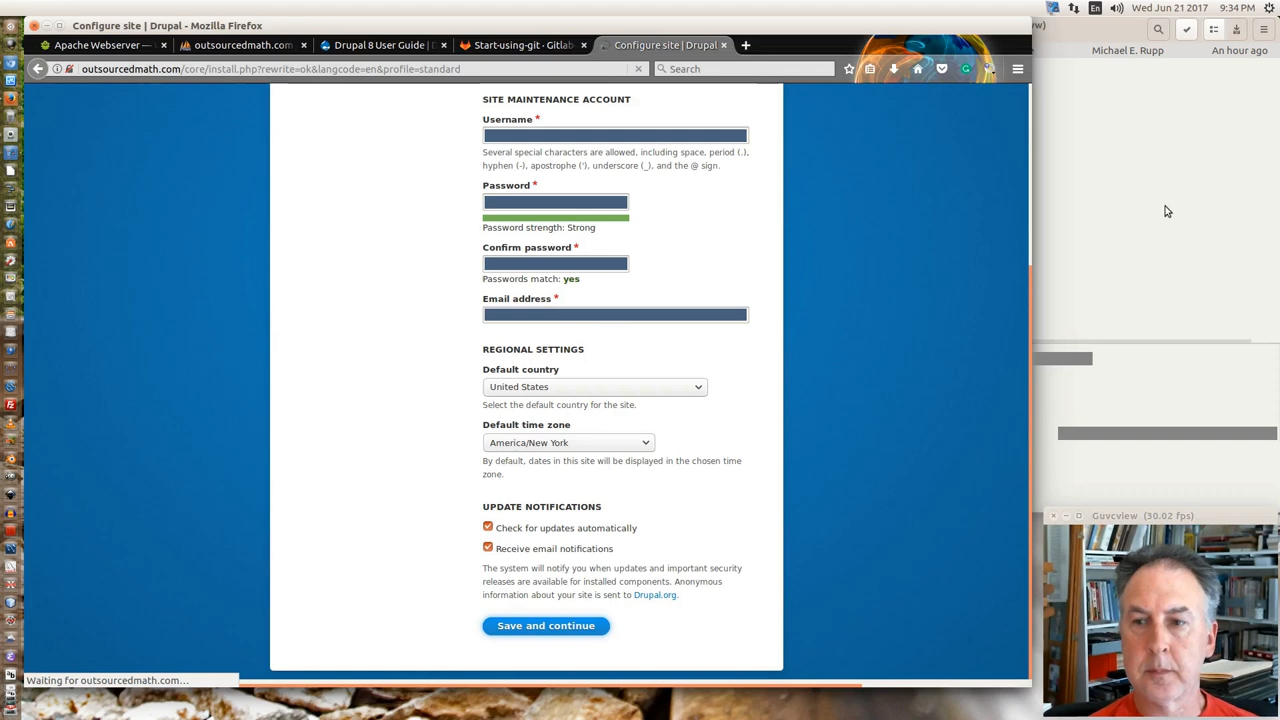 En
Wed Jun 21 2017
9:34 PM
Configure site | Drupal - Mozilla Firefox
Apache Webserver —
outsourcedmath.com
Drupal 8 User Guide |
Start-using-git · Gitlab
Configure site | Drupal
outsourcedmath.com/core/install.php?rewrite=ok&langcode=en&profile=standard
Search
Michael E. Rupp
An hour ago
SITE MAINTENANCE ACCOUNT
Username *
Several special characters are allowed, including space, period (.),
hyphen (-), apostrophe ('), underscore (_), and the @ sign.
Password *
Password strength: Strong
Confirm password *
Passwords match: yes
Email address *
REGIONAL SETTINGS
Default country
United States
Select the default country for the site.
Default time zone
America/New York
By default, dates in this site will be displayed in the chosen time
zone.
UPDATE NOTIFICATIONS
Check for updates automatically
Receive email notifications
The system will notify you when updates and important security
releases are available for installed components. Anonymous
information about your site is sent to Drupal.org.
Save and continue
Waiting for outsourcedmath.com…
Guvcview (30.02 fps)